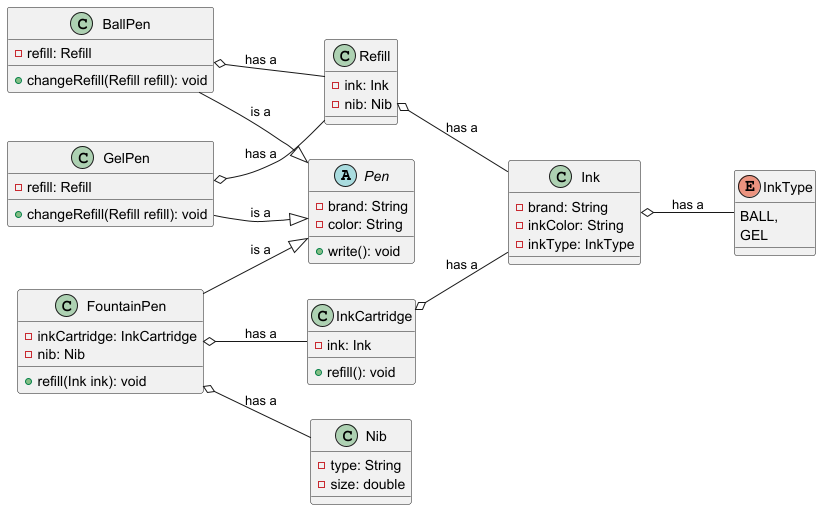 C BallPen
refill: Refill
changeRefill(Refill refill): void
has a
is a
C Refill
ink: Ink
nib: Nib
has a
C GelPen
refill: Refill
changeRefill(Refill refill): void
has a
is a
A Pen
brand: String
color: String
write(): void
C Ink
brand: String
inkColor: String
inkType: InkType
has a
E InkType
BALL,
GEL
is a
C FountainPen
inkCartridge: InkCartridge
nib: Nib
refill(Ink ink): void
has a
has a
C InkCartridge
ink: Ink
refill(): void
has a
C Nib
type: String
size: double